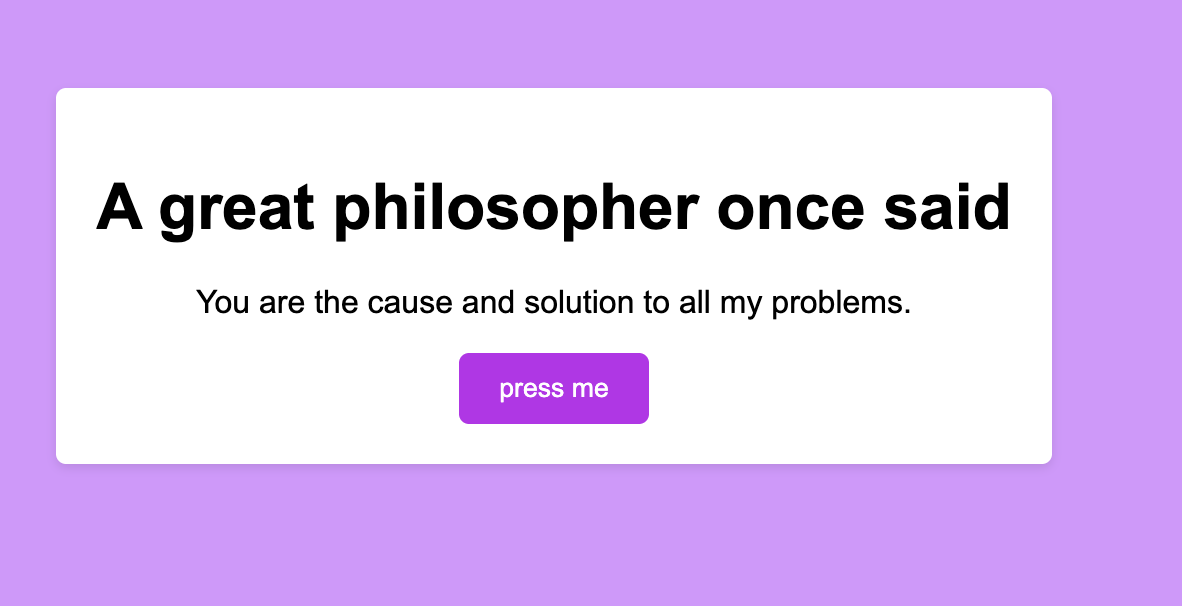 A great philosopher once said
You are the cause and solution to all my problems.
press me